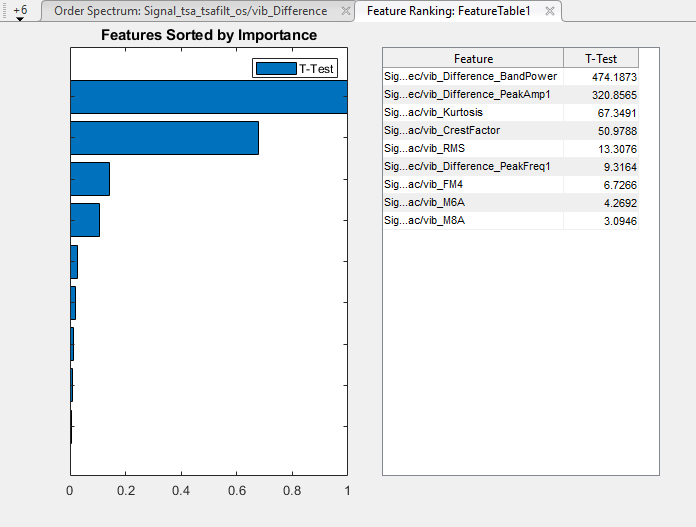 +6 Order Spectrum: Signal_tsa_tsafilt_os/vib_Difference Feature Ranking: FeatureTable1
Features Sorted by Importance
T-Test
0 0.2 0.4 0.6 0.8 1
Feature T-Test
Sig...ec/vib_Difference_BandPower 474.1873
Sig...ec/vib_Difference_PeakAmp1 320.8565
Sig...ac/vib_Kurtosis 67.3491
Sig...ac/vib_CrestFactor 50.9788
Sig...ac/vib_RMS 13.3076
Sig...ec/vib_Difference_PeakFreq1 9.3164
Sig...ac/vib_FM4 6.7266
Sig...ac/vib_M6A 4.2692
Sig...ac/vib_M8A 3.0946